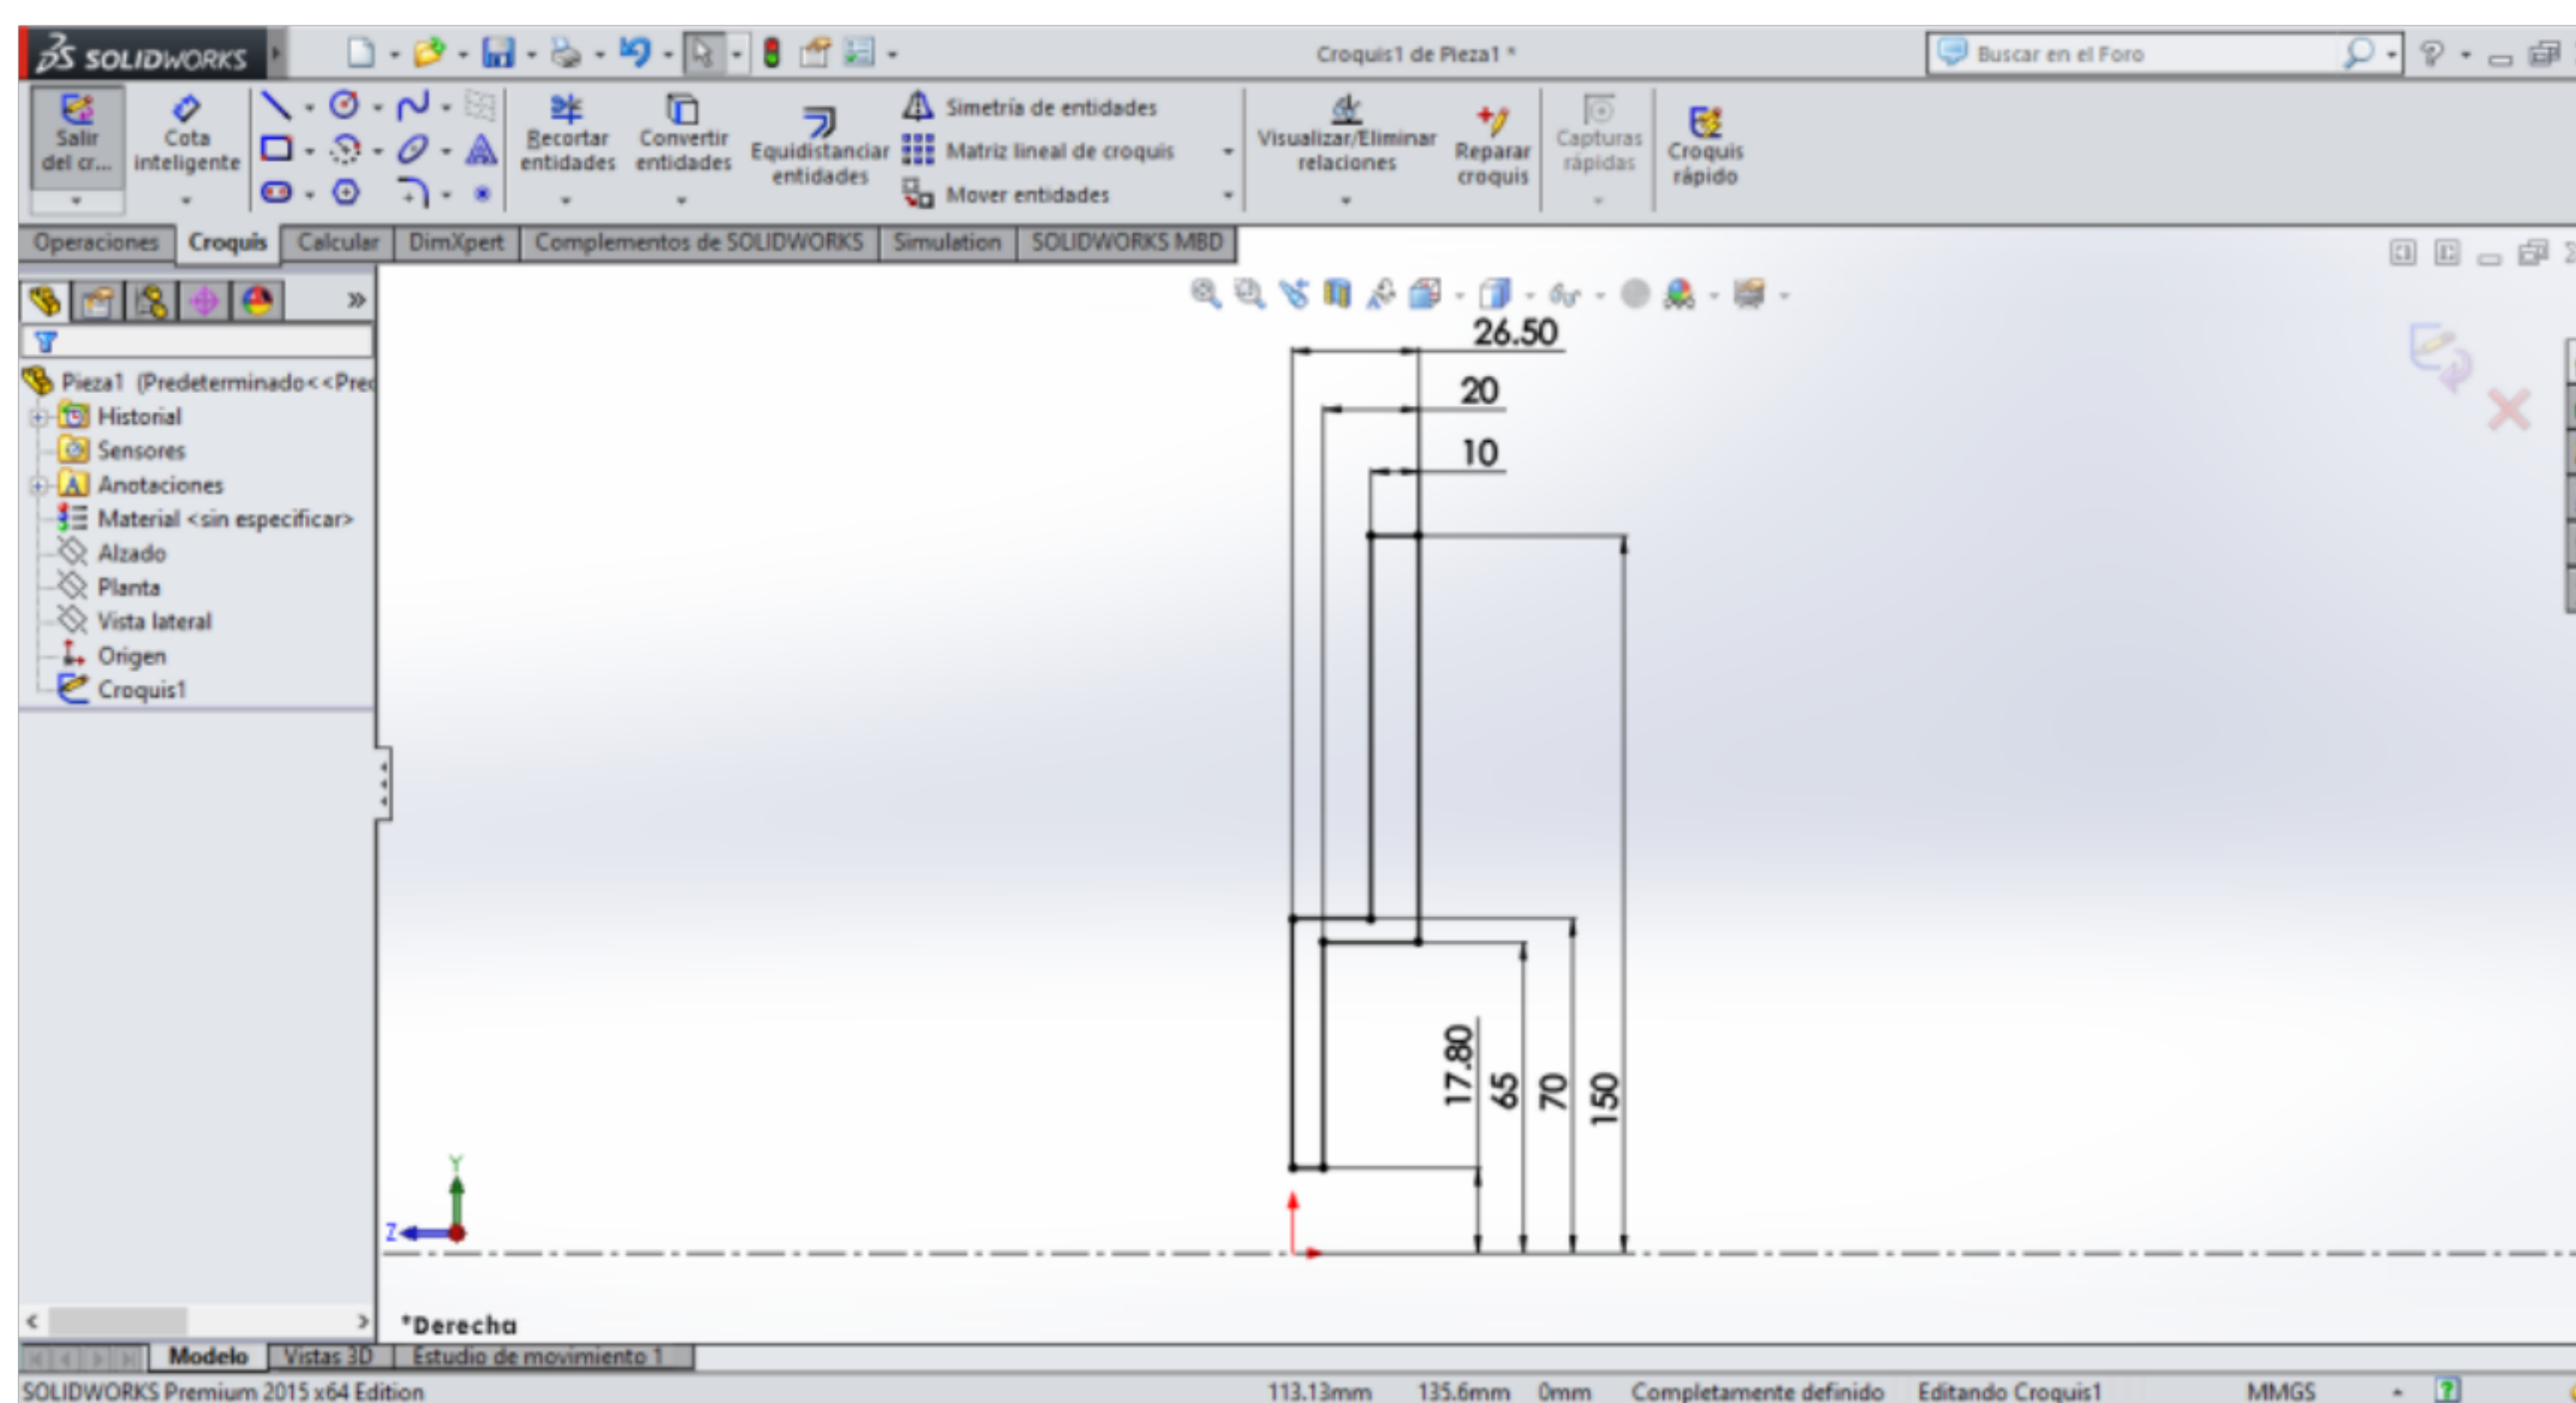 SOLIDWORKS
Croquis1 de Pieza1 *
Buscar en el Foro
Salir
del cr...
Cota
inteligente
Recortar
entidades
Convertir
entidades
Equidistanciar
entidades
Simetría de entidades
Matriz lineal de croquis
Mover entidades
Visualizar/Eliminar
relaciones
Reparar
croquis
Capturas
rápidas
Croquis
rápido
Operaciones Croquis Calcular DimXpert Complementos de SOLIDWORKS Simulation SOLIDWORKS MBD
Pieza1 (Predeterminado<<Pred
Historial
Sensores
Anotaciones
Material <sin especificar>
Alzado
Planta
Vista lateral
Origen
Croquis1
26.50
20
10
17.80
65
70
150
Y
Z
*Derecha
Modelo Vistas 3D Estudio de movimiento 1
SOLIDWORKS Premium 2015 x64 Edition 113.13mm 135.6mm 0mm Completamente definido Editando Croquis1 MMGS